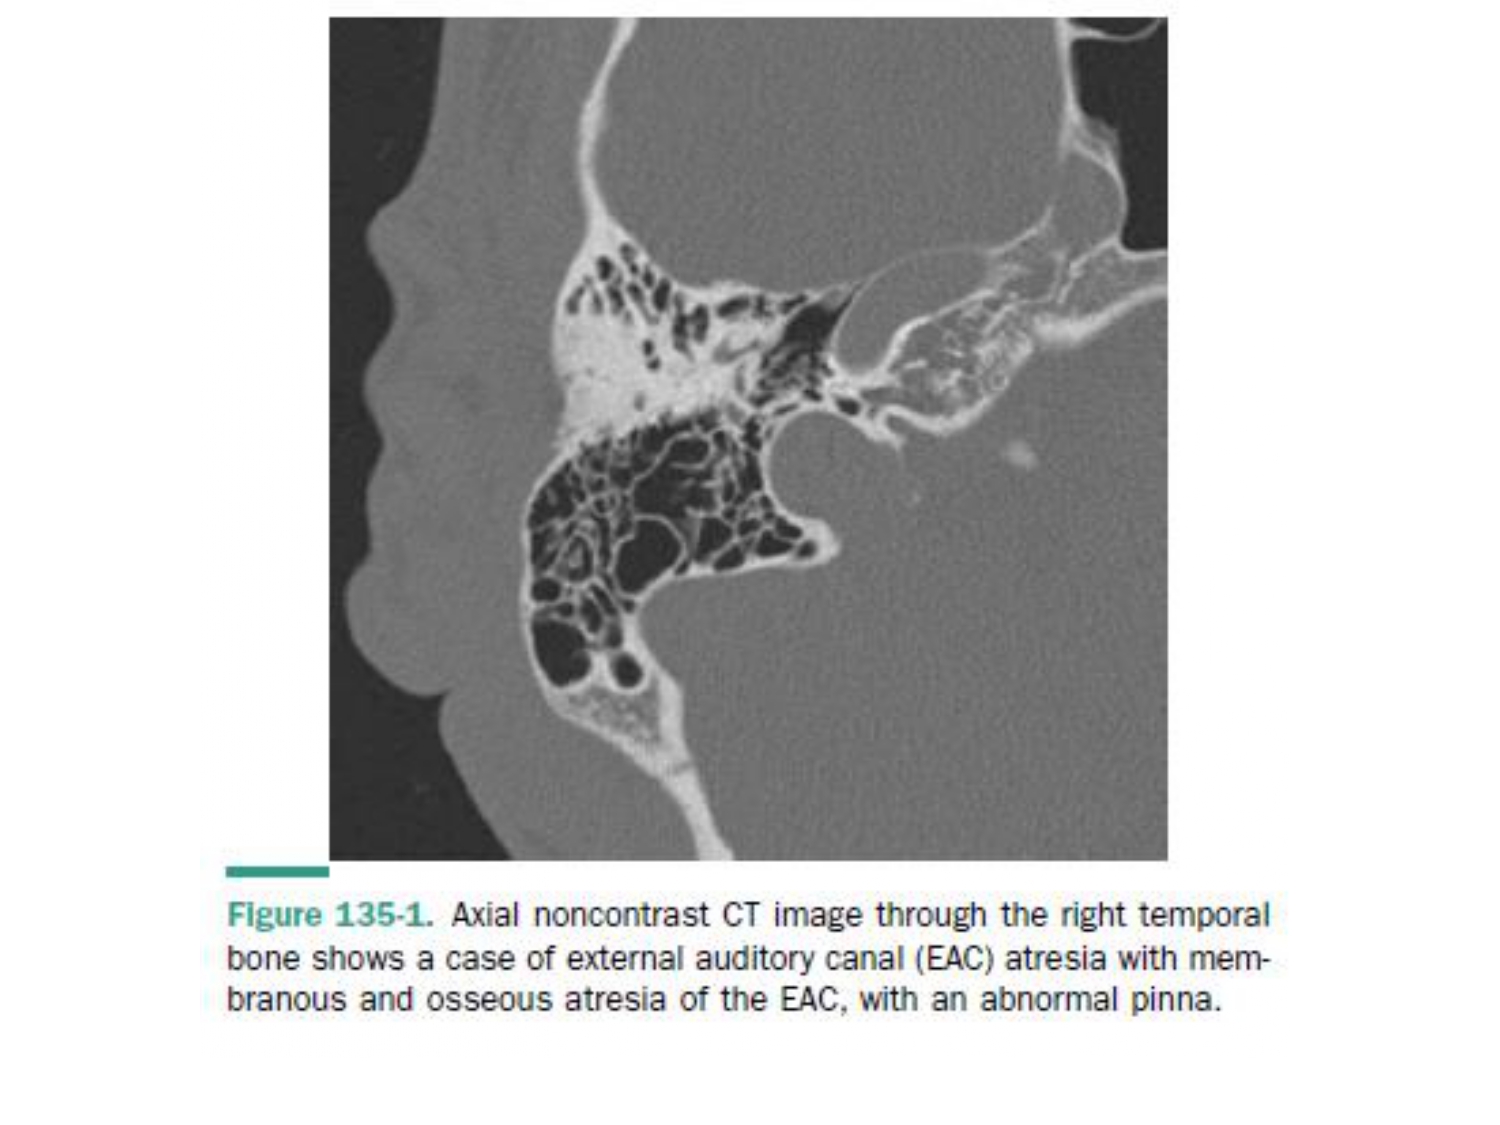 Figure 135-1. Axial noncontrast CT image through the right temporal
bone shows a case of external auditory canal (EAC) atresia with mem-
branous and osseous atresia of the EAC, with an abnormal pinna.